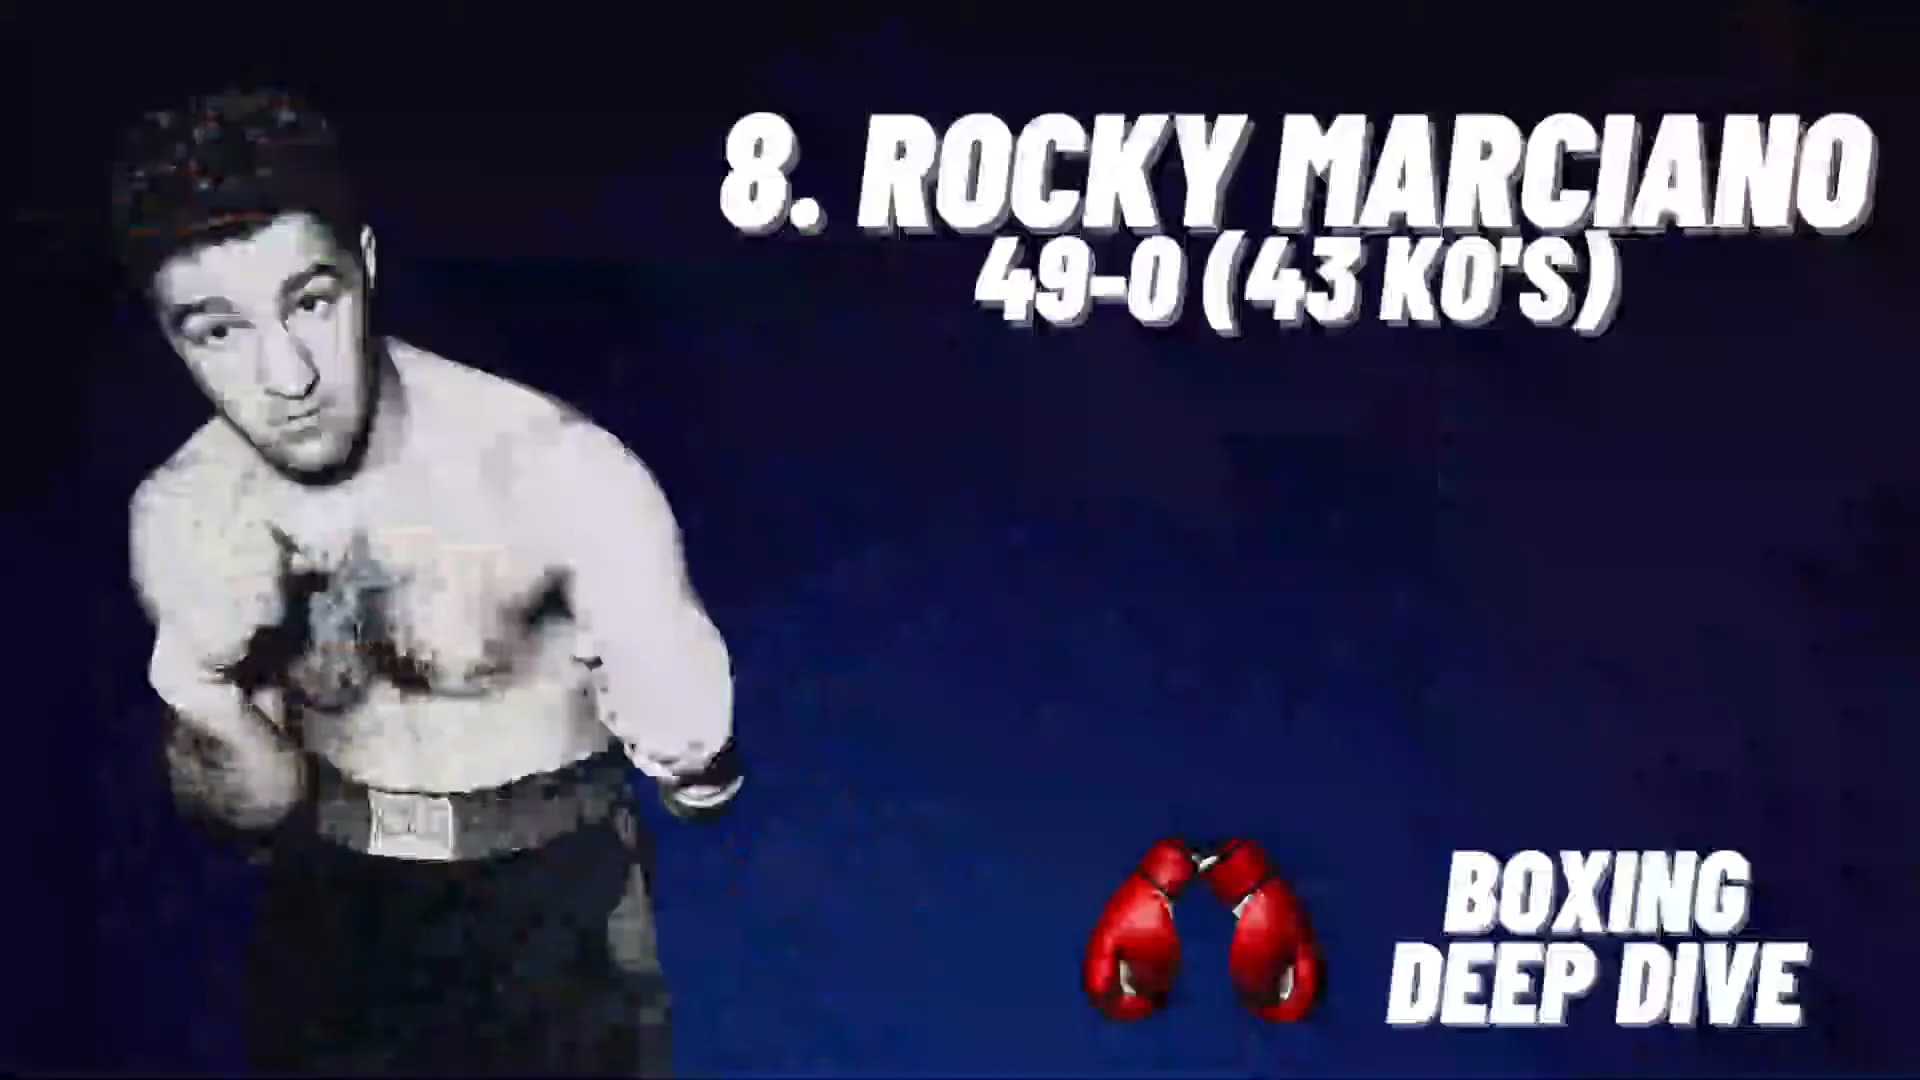 8. ROCKY MARCIANO
49-0 (43 KO'S)
BOXING
DEEP DIVE